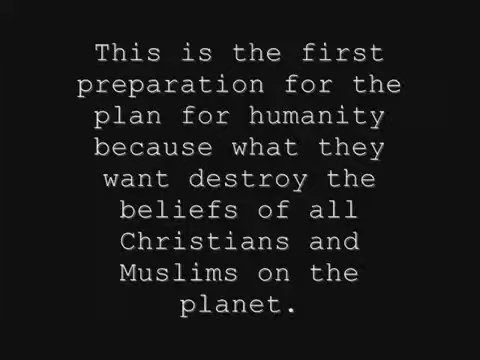 This is the first
preparation for the
plan for humanity
because what they
want destroy the
beliefs of all
Christians and
Muslims on the
planet.